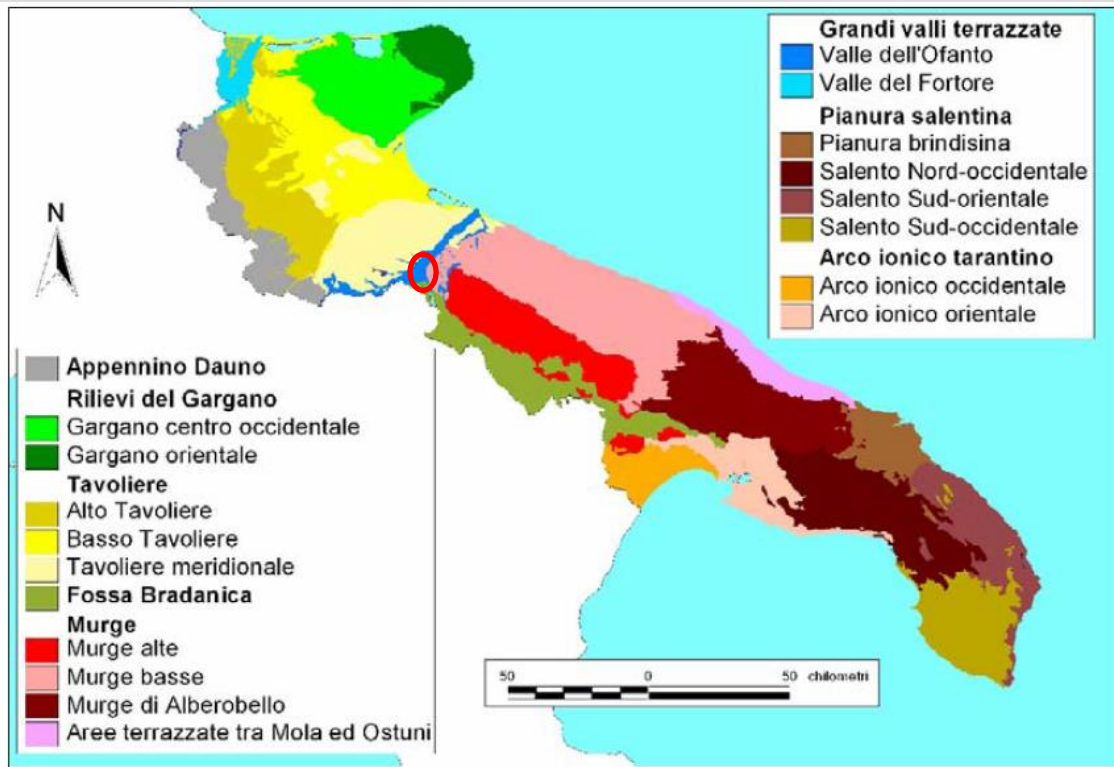 Grandi valli terrazzate
Valle dell'Ofanto
Valle del Fortore
Pianura salentina
Pianura brindisina
Salento Nord-occidentale
Salento Sud-orientale
Salento Sud-occidentale
Arco ionico tarantino
Arco ionico occidentale
Arco ionico orientale
N
Appennino Dauno
Rilievi del Gargano
Gargano centro occidentale
Gargano orientale
Tavoliere
Alto Tavoliere
Basso Tavoliere
Tavoliere meridionale
Fossa Bradanica
Murge
Murge alte
Murge basse
Murge di Alberobello
Aree terrazzate tra Mola ed Ostuni
50 0 50 chilometri